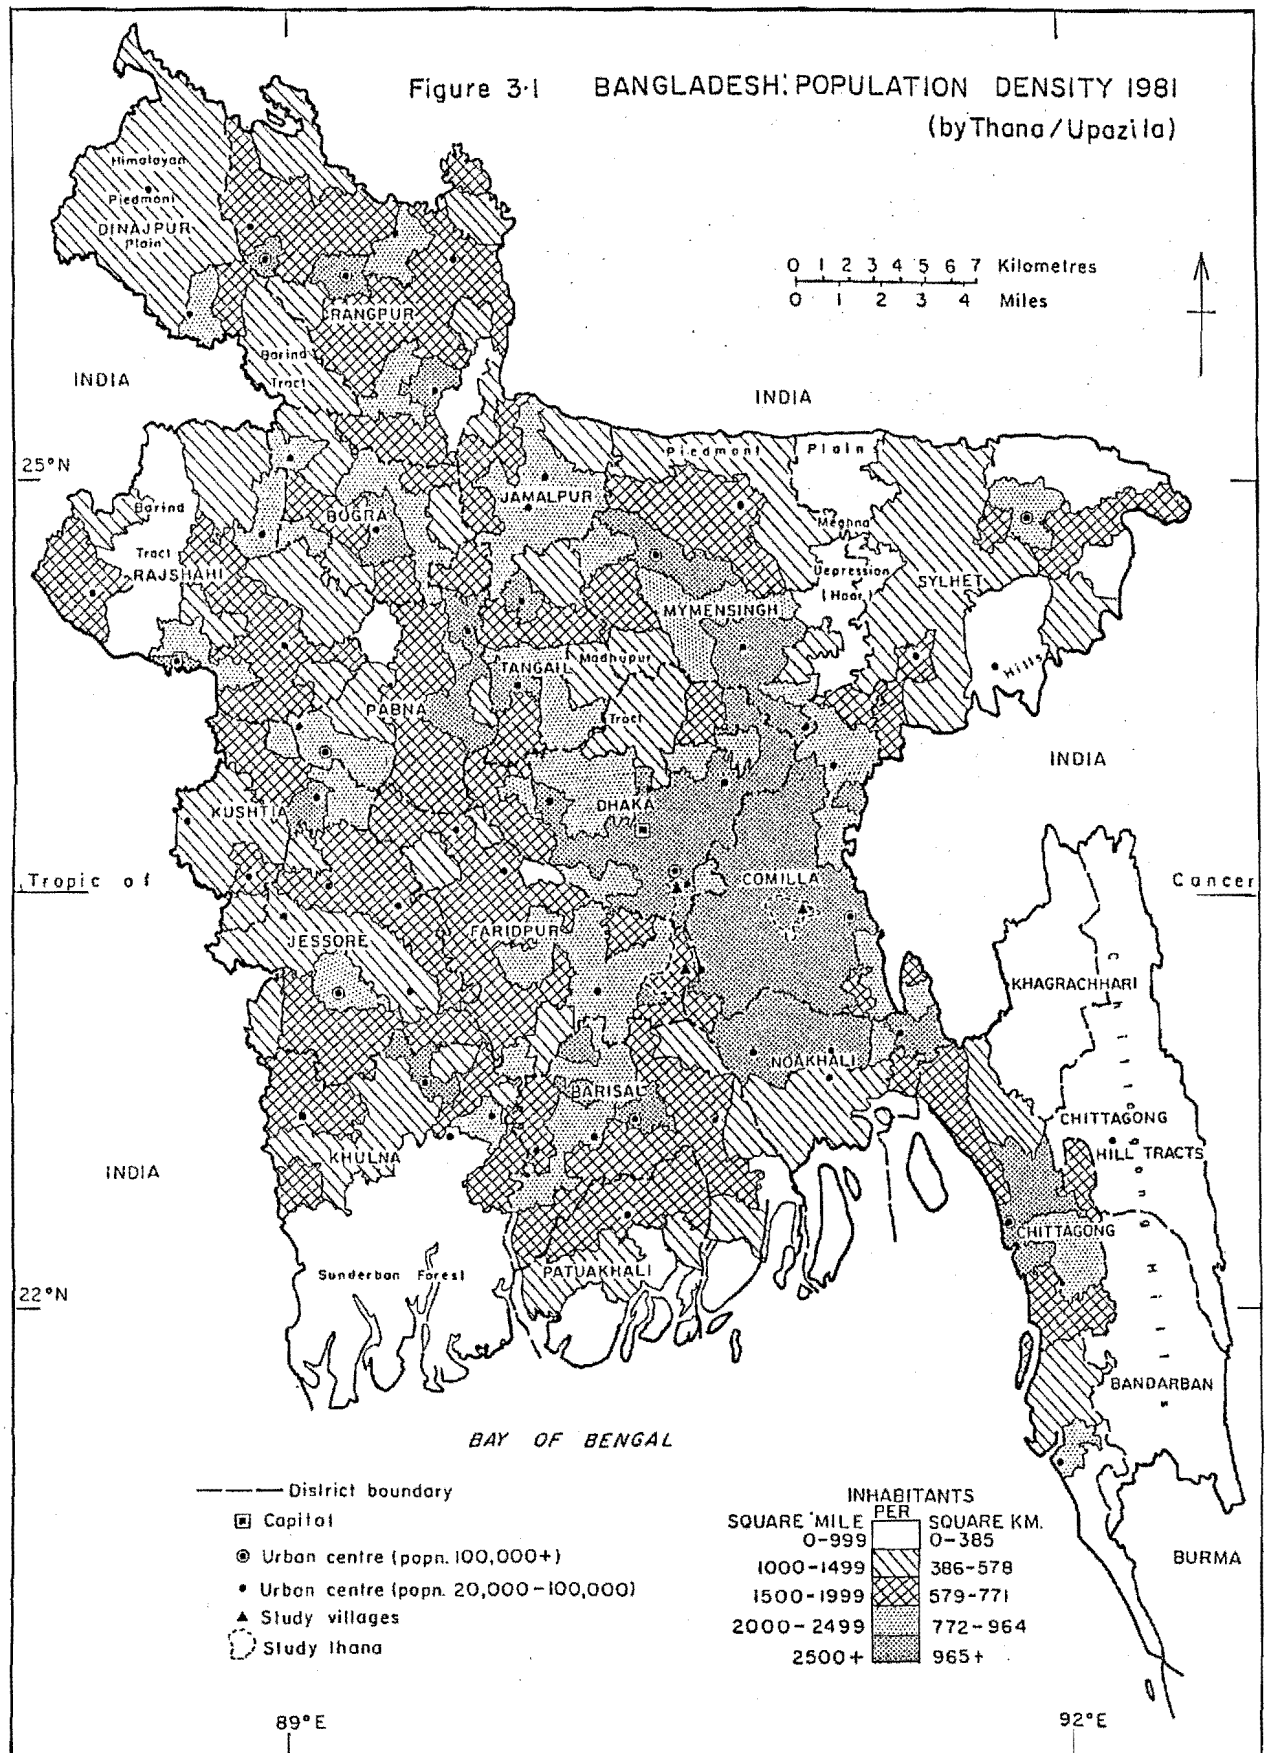 Figure 3·1 BANGLADESH: POPULATION DENSITY 1981
(by Thana/Upazila)
Himalayan
Piedmont
DINAJPUR
Plain
0 1 2 3 4 5 6 7 Kilometres
0 1 2 3 4 Miles
RANGPUR
Barind
Tract
INDIA
INDIA
25°N
Piedmont Plain
Barind
JAMALPUR
BOGRA
Meghna
Tract
Depression
RAJSHAHI
SYLHET
(Haor)
MYMENSINGH
TANGAIL
Madhupur
Hills
PABNA
Tract
INDIA
DHAKA
KUSHTIA
Tropic of
Cancer
COMILLA
FARIDPUR
JESSORE
KHAGRACHHARI
Chittagong Hills
NOAKHALI
BARISAL
CHITTAGONG
HILL TRACTS
KHULNA
INDIA
CHITTAGONG
PATUAKHALI
Sunderban Forest
22°N
BANDARBAN
BAY OF BENGAL
District boundary
Capital
Urban centre (popn. 100,000+)
Urban centre (popn. 20,000-100,000)
Study villages
Study thana
INHABITANTS
PER
SQUARE MILE SQUARE KM.
0-999 0-385
1000-1499 386-578
1500-1999 579-771
2000-2499 772-964
2500+ 965+
BURMA
89°E
92°E